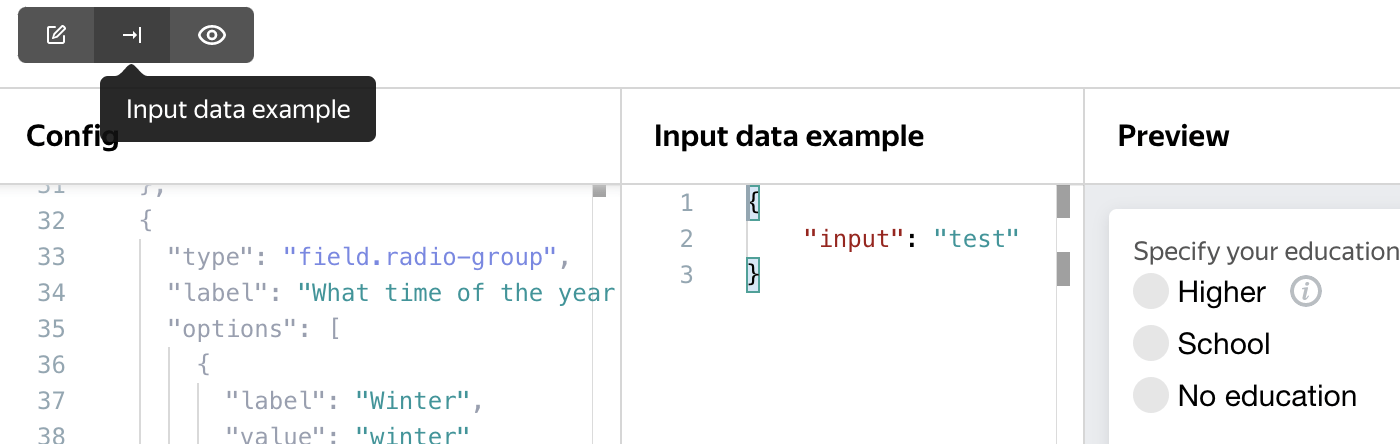 Input data example
Config
Input data example
Preview
31 },
32 {
33 "type": "field.radio-group",
34 "label": "What time of the year
35 "options": [
36 {
37 "label": "Winter",
38 "value": "winter"
1 {
2 "input": "test"
3 }
Specify your education
Higher i
School
No education